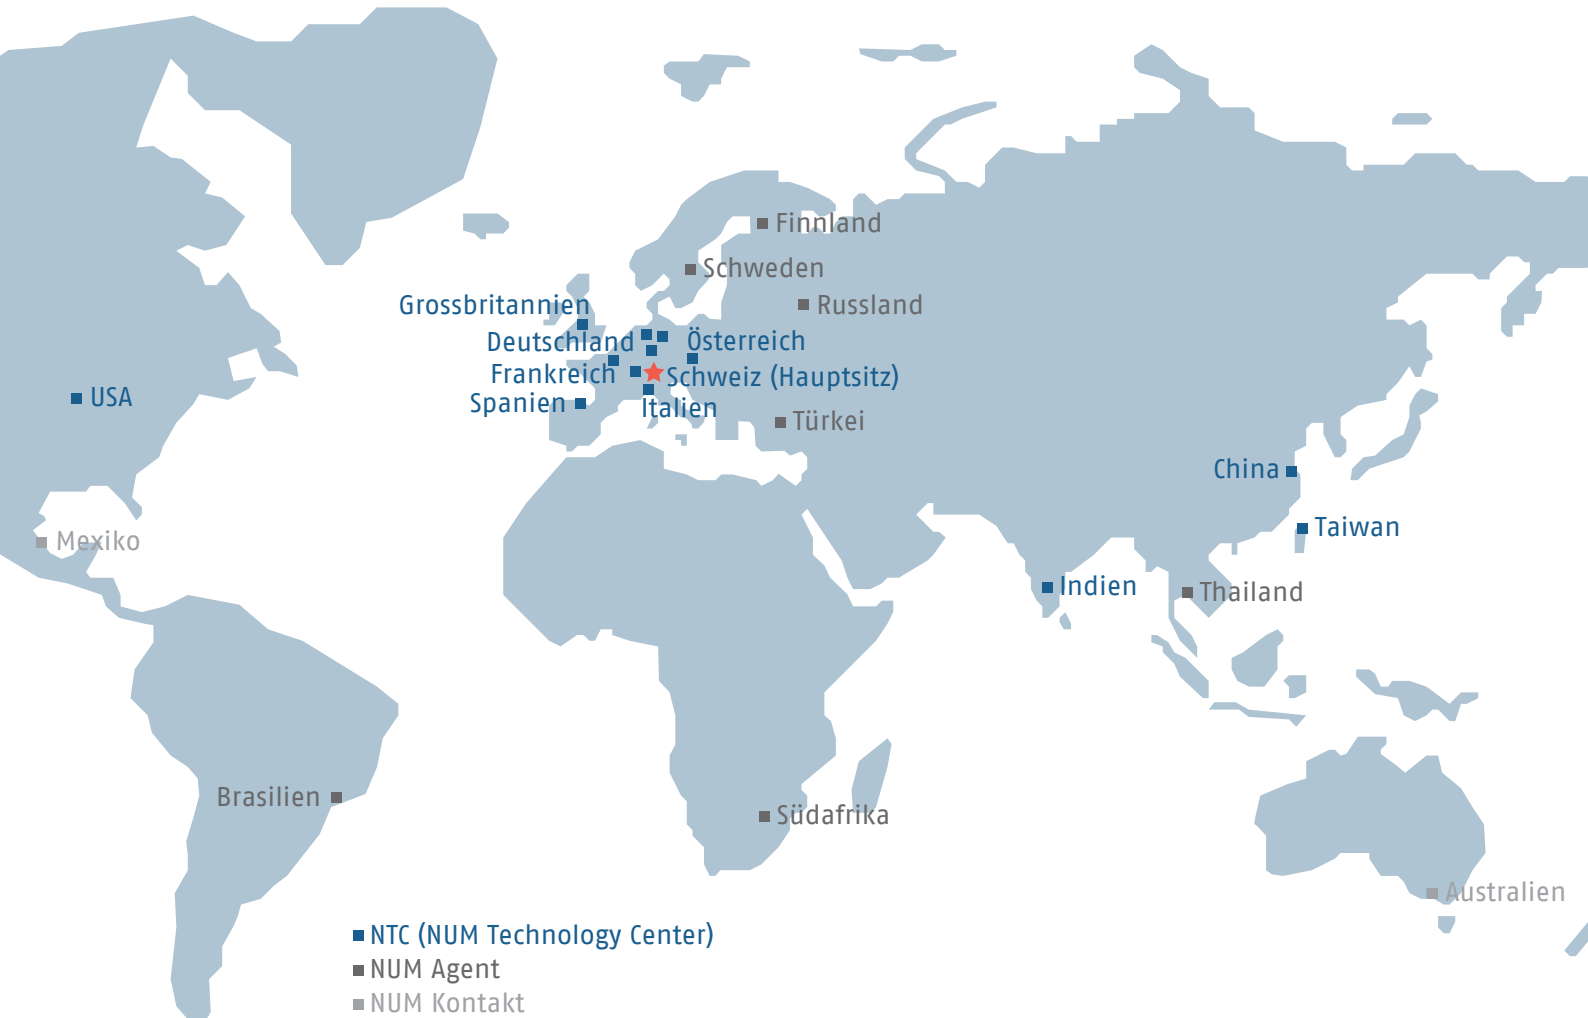 Finnland
Schweden
Russland
Grossbritannien
Deutschland
Österreich
Frankreich
Schweiz (Hauptsitz)
USA
Spanien
Italien
Türkei
China
Taiwan
Mexiko
Indien
Thailand
Brasilien
Südafrika
Australien
NTC (NUM Technology Center)
NUM Agent
NUM Kontakt